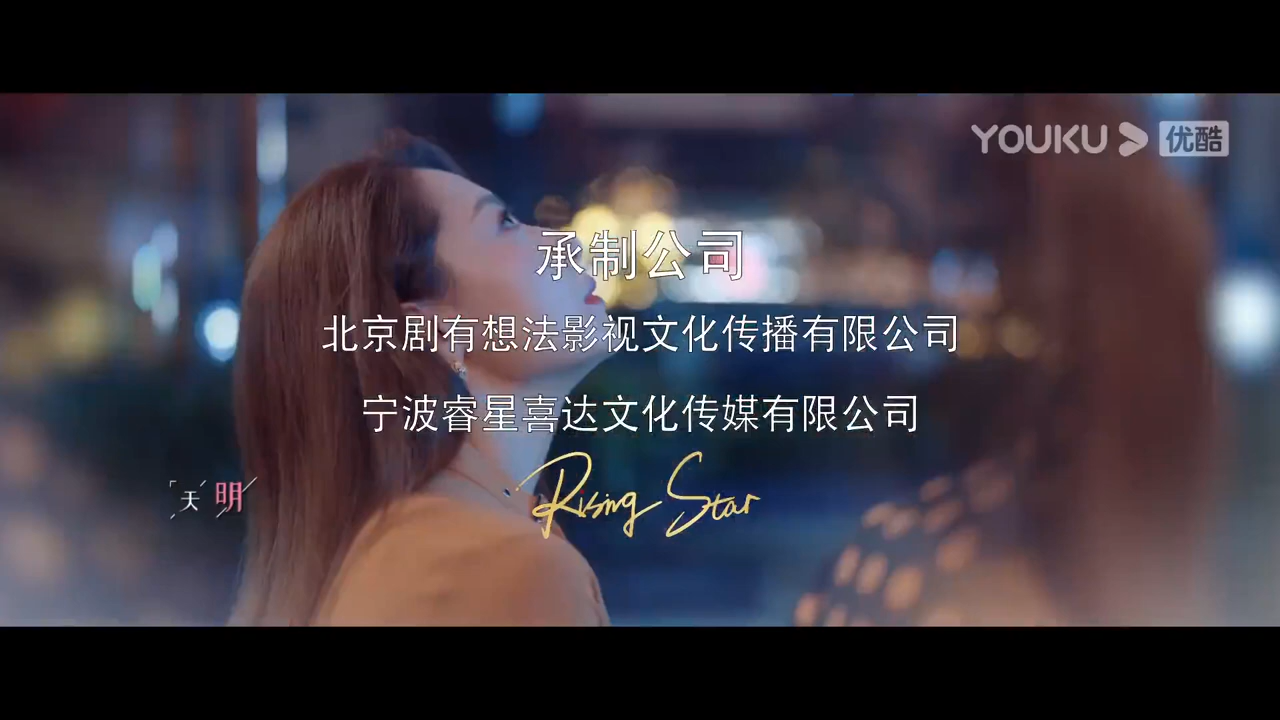 YOUKU 优酷
承制公司
北京剧有想法影视文化传播有限公司
宁波睿星喜达文化传媒有限公司
天明
Rising Star